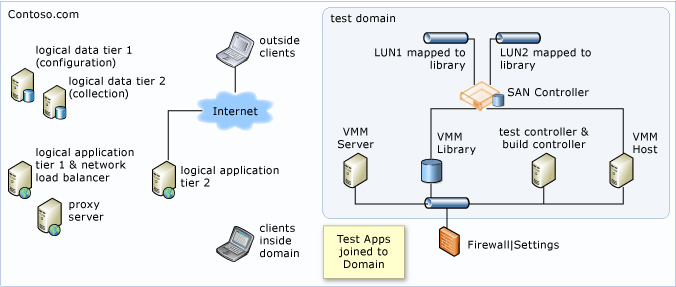 Contoso.com
logical data tier 1
(configuration)
logical data tier 2
(collection)
outside
clients
Internet
logical application
tier 1 & network
load balancer
proxy
server
logical application
tier 2
clients
inside
domain
test domain
LUN1 mapped to
library
LUN2 mapped to
library
SAN Controller
VMM
Server
VMM
Library
test controller &
build controller
VMM
Host
Test Apps
joined to
Domain
Firewall|Settings